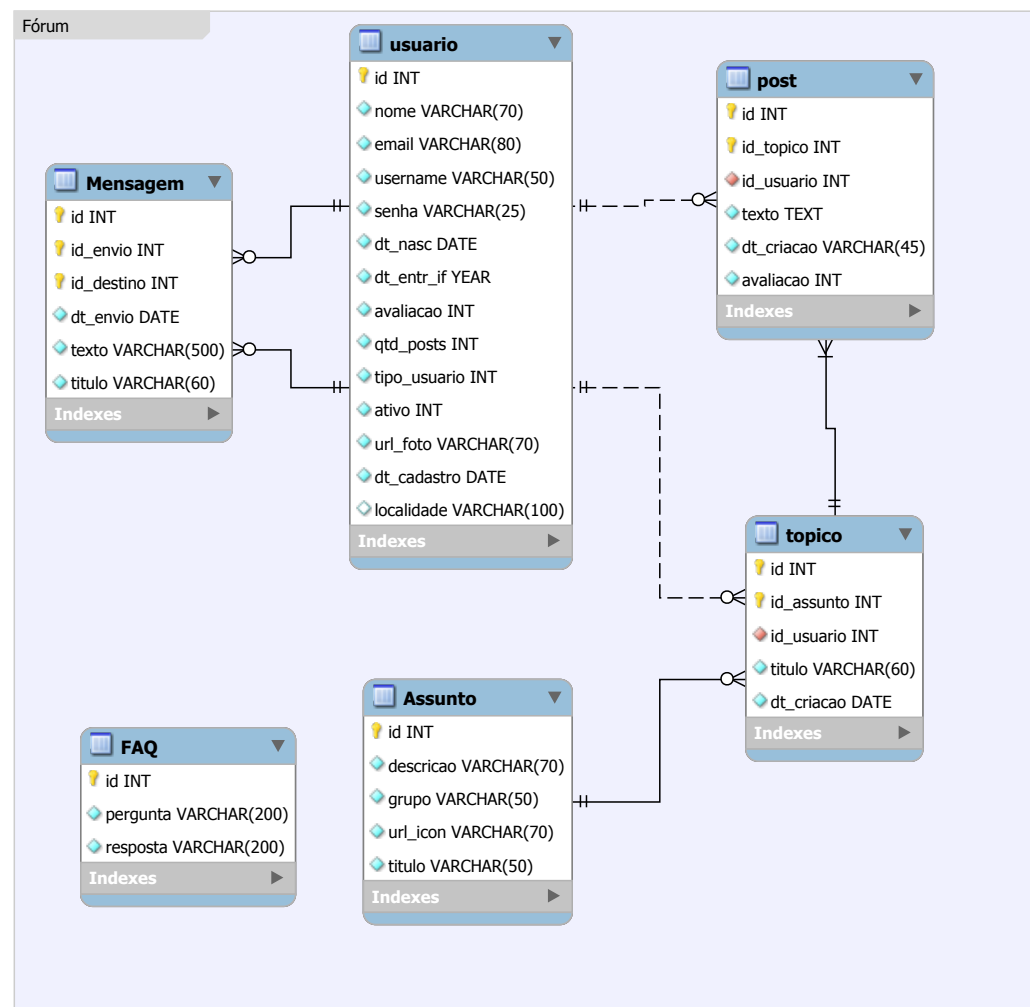 Fórum
usuario
id INT
nome VARCHAR(70)
email VARCHAR(80)
username VARCHAR(50)
senha VARCHAR(25)
dt_nasc DATE
dt_entr_if YEAR
avaliacao INT
qtd_posts INT
tipo_usuario INT
ativo INT
url_foto VARCHAR(70)
dt_cadastro DATE
localidade VARCHAR(100)
Indexes
post
id INT
id_topico INT
id_usuario INT
texto TEXT
dt_criacao VARCHAR(45)
avaliacao INT
Indexes
Mensagem
id INT
id_envio INT
id_destino INT
dt_envio DATE
texto VARCHAR(500)
titulo VARCHAR(60)
Indexes
topico
id INT
id_assunto INT
id_usuario INT
titulo VARCHAR(60)
dt_criacao DATE
Indexes
Assunto
id INT
descricao VARCHAR(70)
grupo VARCHAR(50)
url_icon VARCHAR(70)
titulo VARCHAR(50)
Indexes
FAQ
id INT
pergunta VARCHAR(200)
resposta VARCHAR(200)
Indexes